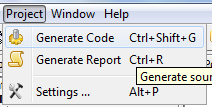 Project Window Help
Generate Code Ctrl+Shift+G
Generate Report Ctrl+R
Generate sour
Settings ... Alt+P